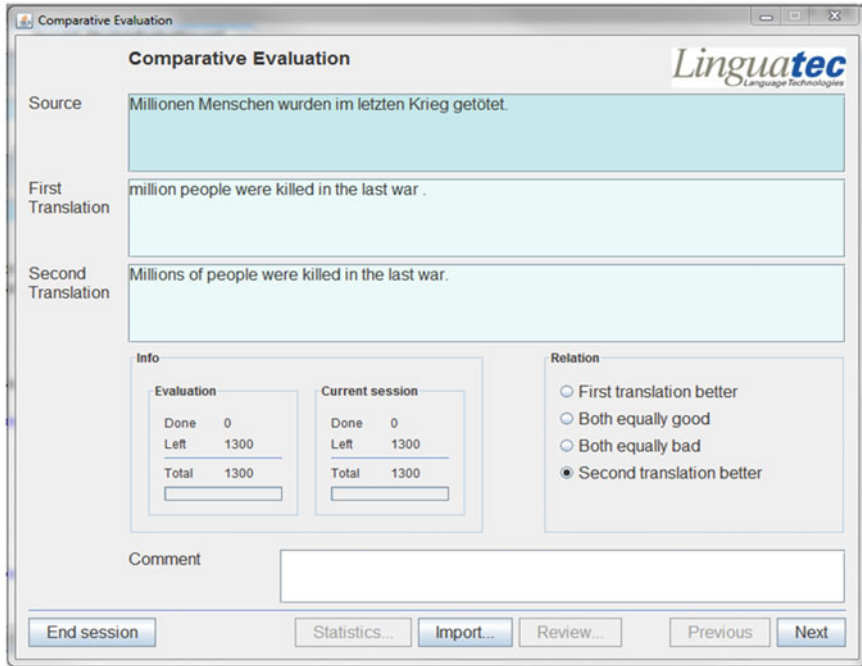 Comparative Evaluation
Comparative Evaluation
Linguatec
Language Technologies
Source
Millionen Menschen wurden im letzten Krieg getötet.
First
Translation
million people were killed in the last war .
Second
Translation
Millions of people were killed in the last war.
Info
Evaluation
Done 0
Left 1300
Total 1300
Current session
Done 0
Left 1300
Total 1300
Relation
First translation better
Both equally good
Both equally bad
Second translation better
Comment
End session
Statistics...
Import...
Review...
Previous
Next